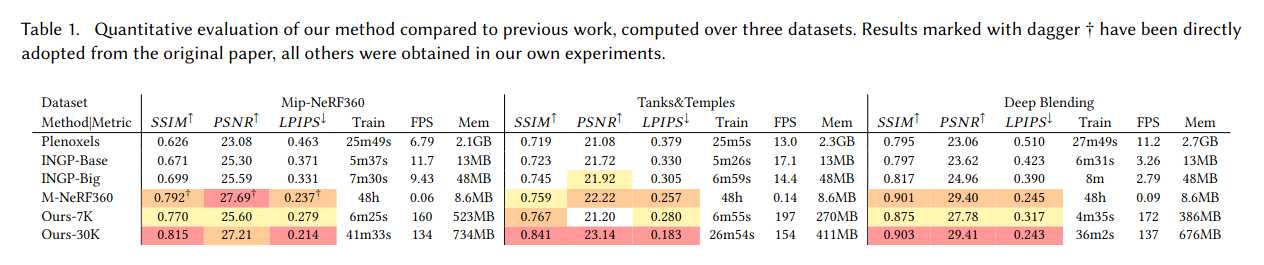 Table 1. Quantitative evaluation of our method compared to previous work, computed over three datasets. Results marked with dagger † have been directly
adopted from the original paper, all others were obtained in our own experiments.
Dataset Mip-NeRF360 Tanks&Temples Deep Blending
Method|Metric SSIM↑ PSNR↑ LPIPS↓ Train FPS Mem SSIM↑ PSNR↑ LPIPS↓ Train FPS Mem SSIM↑ PSNR↑ LPIPS↓ Train FPS Mem
Plenoxels 0.626 23.08 0.463 25m49s 6.79 2.1GB 0.719 21.08 0.379 25m5s 13.0 2.3GB 0.795 23.06 0.510 27m49s 11.2 2.7GB
INGP-Base 0.671 25.30 0.371 5m37s 11.7 13MB 0.723 21.72 0.330 5m26s 17.1 13MB 0.797 23.62 0.423 6m31s 3.26 13MB
INGP-Big 0.699 25.59 0.331 7m30s 9.43 48MB 0.745 21.92 0.305 6m59s 14.4 48MB 0.817 24.96 0.390 8m 2.79 48MB
M-NeRF360 0.792† 27.69† 0.237† 48h 0.06 8.6MB 0.759 22.22 0.257 48h 0.14 8.6MB 0.901 29.40 0.245 48h 0.09 8.6MB
Ours-7K 0.770 25.60 0.279 6m25s 160 523MB 0.767 21.20 0.280 6m55s 197 270MB 0.875 27.78 0.317 4m35s 172 386MB
Ours-30K 0.815 27.21 0.214 41m33s 134 734MB 0.841 23.14 0.183 26m54s 154 411MB 0.903 29.41 0.243 36m2s 137 676MB